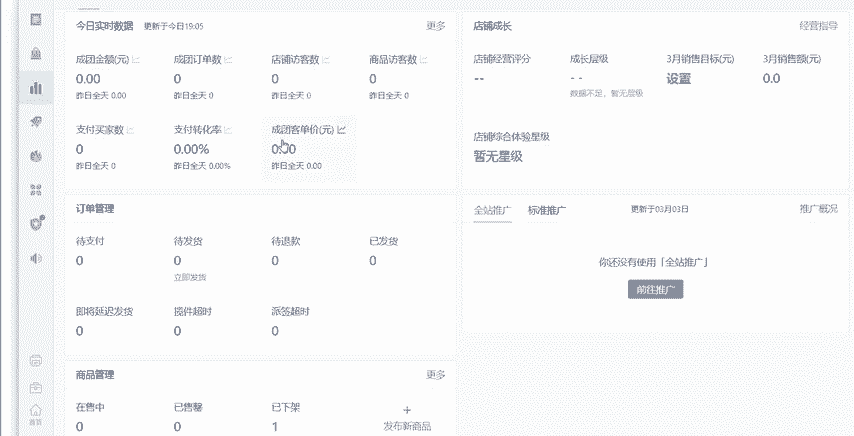 今日实时数据 更新于今日19:05 更多
成团金额(元) 成团订单数 店铺访客数 商品访客数
0.00 0 0 0
昨日全天 0.00 昨日全天 0 昨日全天 0 昨日全天 0
支付买家数 支付转化率 成团客单价(元)
0 0.00% 0.00
昨日全天 0 昨日全天 0.00% 昨日全天 0.00
店铺成长 经营指导
店铺经营评分 成长层级 3月销售目标(元) 3月销售额(元)
-- -- 设置 0.0
数据不足，暂无层级
店铺综合体验星级
暂无星级
订单管理
待支付 待发货 待退款 已发货
0 0 0 0
立即发货
即将延迟发货 揽件超时 派签超时
0 0 0
全站推广 标准推广 更新于03月03日 推广概况
你还没有使用「全站推广」
前往推广
商品管理 更多
在售中 已售罄 已下架 +
0 0 1 发布新商品
首页